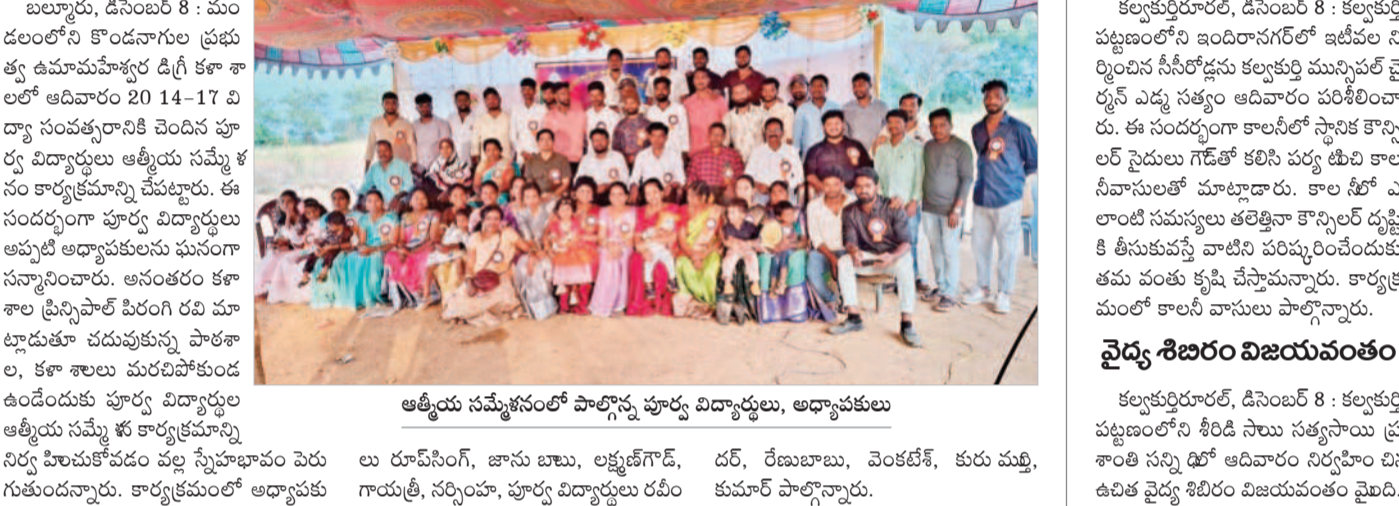 బల్మూరు, డిసెంబర్ 8 : మం
డలంలోని కొండనాగుల ప్రభు
త్వ ఉమామహేశ్వర డిగ్రీ కళా శా
లలో ఆదివారం 20 14-17 వి
ద్యా సంవత్సరానికి చెందిన పూ
ర్వ విద్యార్థులు ఆత్మీయ సమ్మే ళ
నం కార్యక్రమాన్ని చేపట్టారు. ఈ
సందర్భంగా పూర్వ విద్యార్థులు
అప్పటి అధ్యాపకులను ఘనంగా
సన్మానించారు. అనంతరం కళా
శాల ప్రిన్సిపాల్ పిరంగి రవి మా
ట్లాడుతూ చదువుకున్న పాఠశా
ల, కళా శాలలు మరచిపోకుండ
ఉండేందుకు పూర్వ విద్యార్థుల
ఆత్మీయ సమ్మే ళన కార్యక్రమాన్ని
నిర్వ హించుకోవడం వల్ల స్నేహభావం పెరు
గుతుందన్నారు. కార్యక్రమంలో అధ్యాపకు
ఆత్మీయ సమ్మేళనంలో పాల్గొన్న పూర్వ విద్యార్థులు, అధ్యాపకులు
లు రూప్‌సింగ్, జాను బాబు, లక్ష్మణ్‌గౌడ్,
గాయత్రీ, నర్సింహ, పూర్వ విద్యార్థులు రవీం
దర్, రేణుబాబు, వెంకటేశ్, కురు మూర్తి,
కుమార్ పాల్గొన్నారు.
కల్వకుర్తిరూరల్, డిసెంబర్ 8 : కల్వకుర్తి
పట్టణంలోని ఇందిరానగర్‌లో ఇటీవల ని
ర్మించిన సీసీరోడ్లను కల్వకుర్తి మున్సిపల్ చై
ర్మన్ ఎడ్మ సత్యం ఆదివారం పరిశీలించా
రు. ఈ సందర్భంగా కాలనీలో స్థానిక కౌన్సి
లర్ సైదులు గౌడ్‌తో కలిసి పర్య టించి కాల
నీవాసులతో మాట్లాడారు. కాల నీలో ఎ
లాంటి సమస్యలు తలెత్తినా కౌన్సిలర్ దృష్టి
కి తీసుకువస్తే వాటిని పరిష్కరించేందుకు
తమ వంతు కృషి చేస్తామన్నారు. కార్యక్ర
మంలో కాలనీ వాసులు పాల్గొన్నారు.
వైద్య శిబిరం విజయవంతం
కల్వకుర్తిరూరల్, డిసెంబర్ 8 : కల్వకుర్తి
పట్టణంలోని శీరిడి సాయి సత్యసాయి ప్ర
శాంతి సన్ని ధిలో ఆదివారం నిర్వహిం చిన
ఉచిత వైద్య శిబిరం విజయవంతం మైంది.